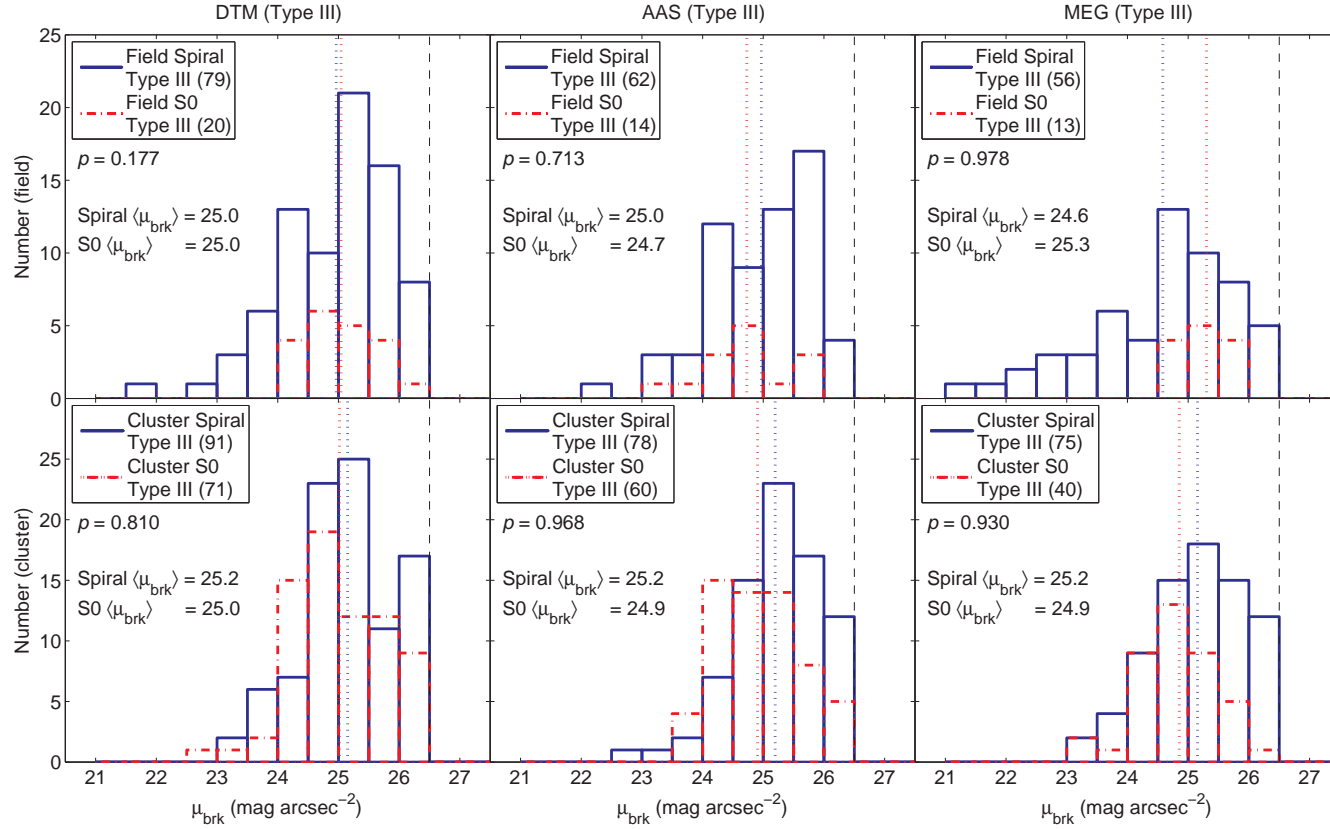 DTM (Type III)
AAS (Type III)
MEG (Type III)
25
20
15
10
5
0
Number (field)
Field Spiral
Type III (79)
Field S0
Type III (20)
p = 0.177
Spiral ⟨μbrk⟩ = 25.0
S0 ⟨μbrk⟩ = 25.0
Field Spiral
Type III (62)
Field S0
Type III (14)
p = 0.713
Spiral ⟨μbrk⟩ = 25.0
S0 ⟨μbrk⟩ = 24.7
Field Spiral
Type III (56)
Field S0
Type III (13)
p = 0.978
Spiral ⟨μbrk⟩ = 24.6
S0 ⟨μbrk⟩ = 25.3
25
20
15
10
5
0
Number (cluster)
Cluster Spiral
Type III (91)
Cluster S0
Type III (71)
p = 0.810
Spiral ⟨μbrk⟩ = 25.2
S0 ⟨μbrk⟩ = 25.0
Cluster Spiral
Type III (78)
Cluster S0
Type III (60)
p = 0.968
Spiral ⟨μbrk⟩ = 25.2
S0 ⟨μbrk⟩ = 24.9
Cluster Spiral
Type III (75)
Cluster S0
Type III (40)
p = 0.930
Spiral ⟨μbrk⟩ = 25.2
S0 ⟨μbrk⟩ = 24.9
21 22 23 24 25 26 27
21 22 23 24 25 26 27
21 22 23 24 25 26 27
μbrk (mag arcsec⁻²)
μbrk (mag arcsec⁻²)
μbrk (mag arcsec⁻²)